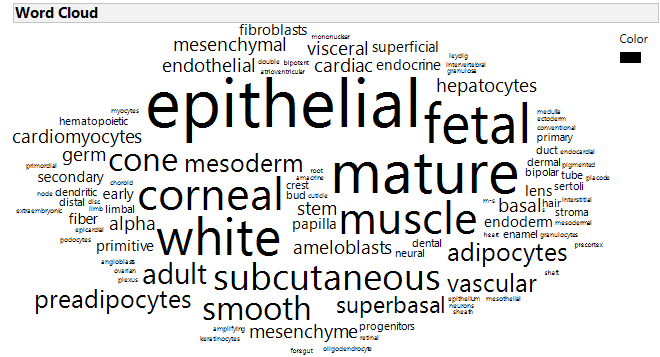 Word Cloud
Color
fibroblasts
mononuclear
mesenchymal
visceral
superficial
leydig
endothelial
double
bipotent
cardiac
endocrine
intervertebral
atrioventricular
granulosa
epithelial
hepatocytes
fetal
myocytes
medulla
hematopoietic
ectoderm
conventional
cardiomyocytes
primary
germ
cone
mesoderm
mature
duct
endocardial
primordial
dermal
pigmented
secondary
choroid
root
amacrine
bipolar
tube
placode
node
dendritic
early
corneal
crest
lens
sertoli
distal
disc
bud
cuticle
m-s
hair
interstitial
extraembryonic
limb
limbal
stem
muscle
basal
stroma
fiber
alpha
papilla
endoderm
mesodermal
epicardial
white
heart
enamel
granulocytes
podocytes
primitive
ameloblasts
dental
neural
adipocytes
precortex
angioblasts
adult
subcutaneous
ovarian
plexus
vascular
shaft
preadipocytes
smooth
superbasal
epithelium
mesothelial
neurons
sheath
amplifying
mesenchyme
progenitors
keratinocytes
retinal
foregut
oligodendrocyte